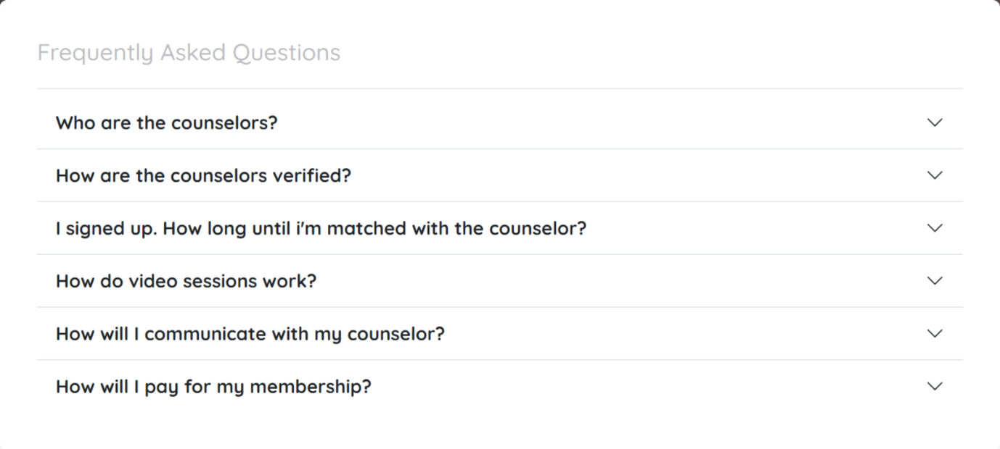 Frequently Asked Questions
Who are the counselors?
How are the counselors verified?
I signed up. How long until i'm matched with the counselor?
How do video sessions work?
How will I communicate with my counselor?
How will I pay for my membership?